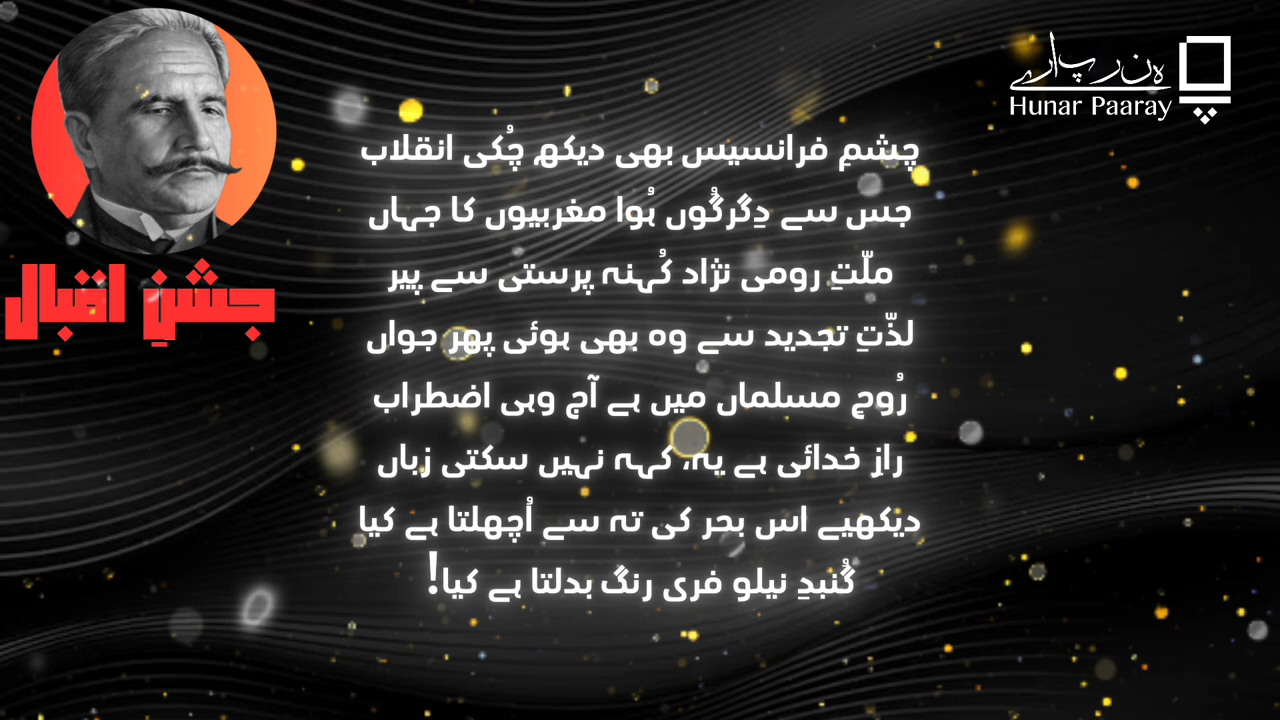 ہنر پارے
Hunar Paaray
جشنِ اقبال
چشمِ فرانسیس بھی دیکھ چُکی انقلاب
جس سے دِگرگُوں ہُوا مغربیوں کا جہاں
ملّتِ رومی نژاد کُہنہ پرستی سے پیر
لذّتِ تجدید سے وہ بھی ہوئی پھر جواں
رُوحِ مسلماں میں ہے آج وہی اضطراب
رازِ خدائی ہے یہ، کہہ نہیں سکتی زباں
دیکھیے اس بحر کی تہ سے اُچھلتا ہے کیا
گُنبدِ نیلو فری رنگ بدلتا ہے کیا!